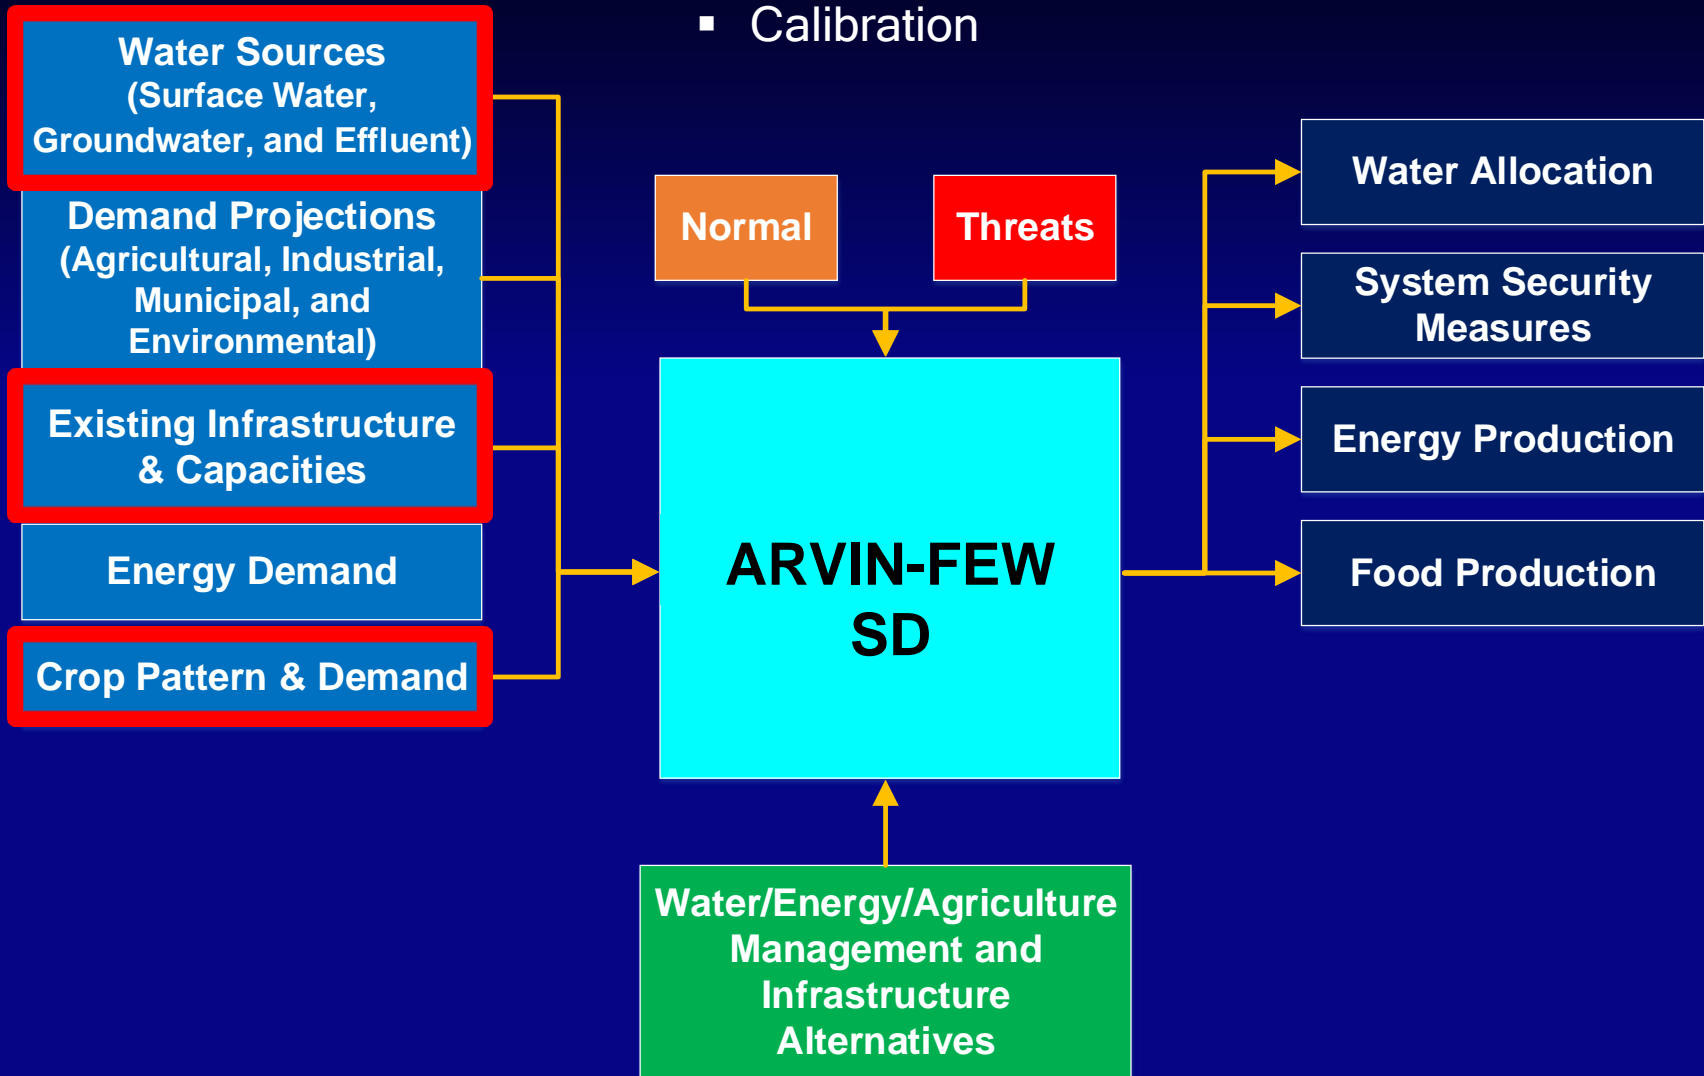 ▪ Calibration
Water Sources
(Surface Water,
Groundwater, and Effluent)
Demand Projections
(Agricultural, Industrial,
Municipal, and
Environmental)
Existing Infrastructure
& Capacities
Energy Demand
Crop Pattern & Demand
Normal
Threats
ARVIN-FEW
SD
Water/Energy/Agriculture
Management and
Infrastructure
Alternatives
Water Allocation
System Security
Measures
Energy Production
Food Production